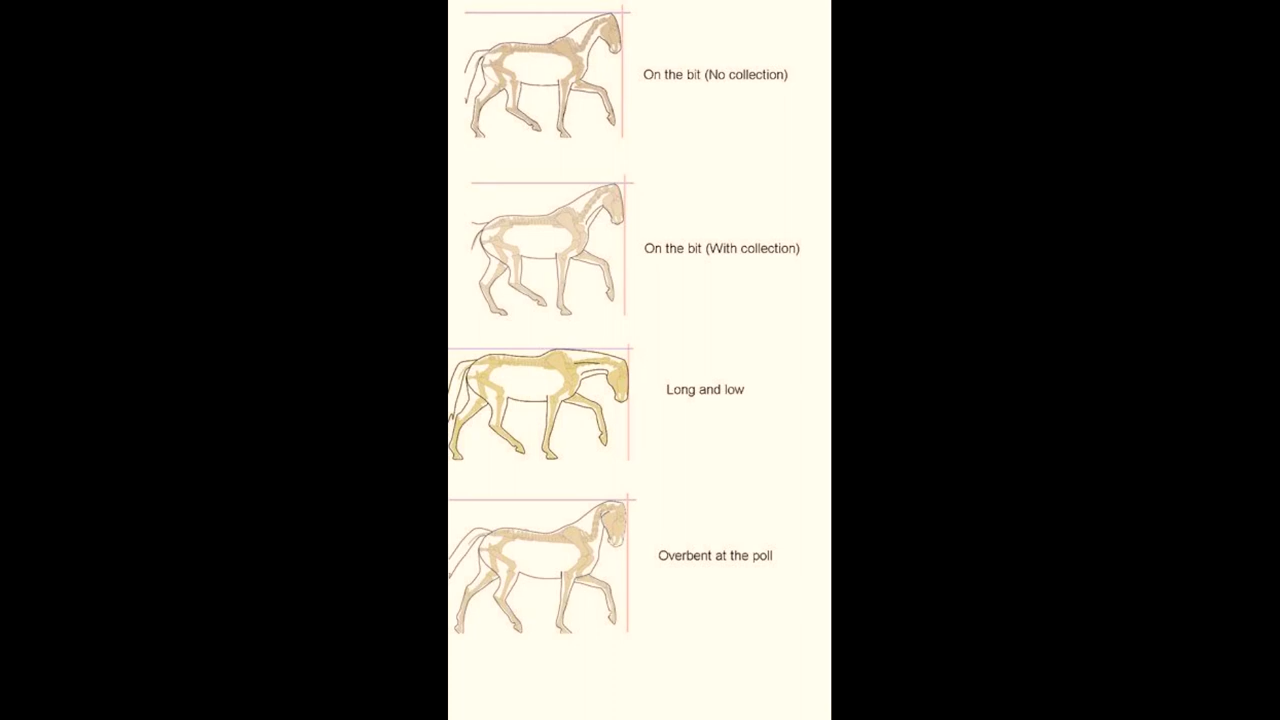 On the bit (No collection)
On the bit (With collection)
Long and low
Overbent at the poll